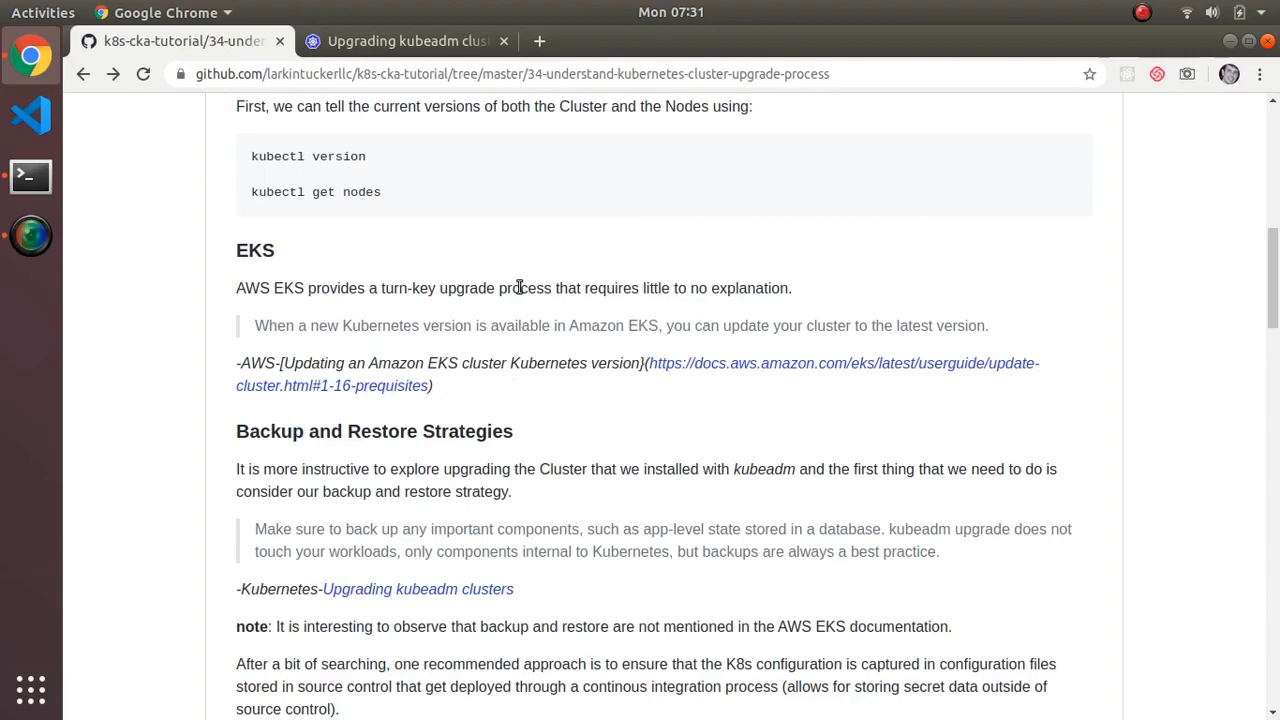 Activities
Google Chrome
Mon 07:31
k8s-cka-tutorial/34-under
Upgrading kubeadm clust
github.com/larkintuckerllc/k8s-cka-tutorial/tree/master/34-understand-kubernetes-cluster-upgrade-process
First, we can tell the current versions of both the Cluster and the Nodes using:
kubectl version
kubectl get nodes
EKS
AWS EKS provides a turn-key upgrade process that requires little to no explanation.
When a new Kubernetes version is available in Amazon EKS, you can update your cluster to the latest version.
-AWS-[Updating an Amazon EKS cluster Kubernetes version}(https://docs.aws.amazon.com/eks/latest/userguide/update-
cluster.html#1-16-prequisites)
Backup and Restore Strategies
It is more instructive to explore upgrading the Cluster that we installed with kubeadm and the first thing that we need to do is
consider our backup and restore strategy.
Make sure to back up any important components, such as app-level state stored in a database. kubeadm upgrade does not
touch your workloads, only components internal to Kubernetes, but backups are always a best practice.
-Kubernetes-Upgrading kubeadm clusters
note: It is interesting to observe that backup and restore are not mentioned in the AWS EKS documentation.
After a bit of searching, one recommended approach is to ensure that the K8s configuration is captured in configuration files
stored in source control that get deployed through a continous integration process (allows for storing secret data outside of
source control).